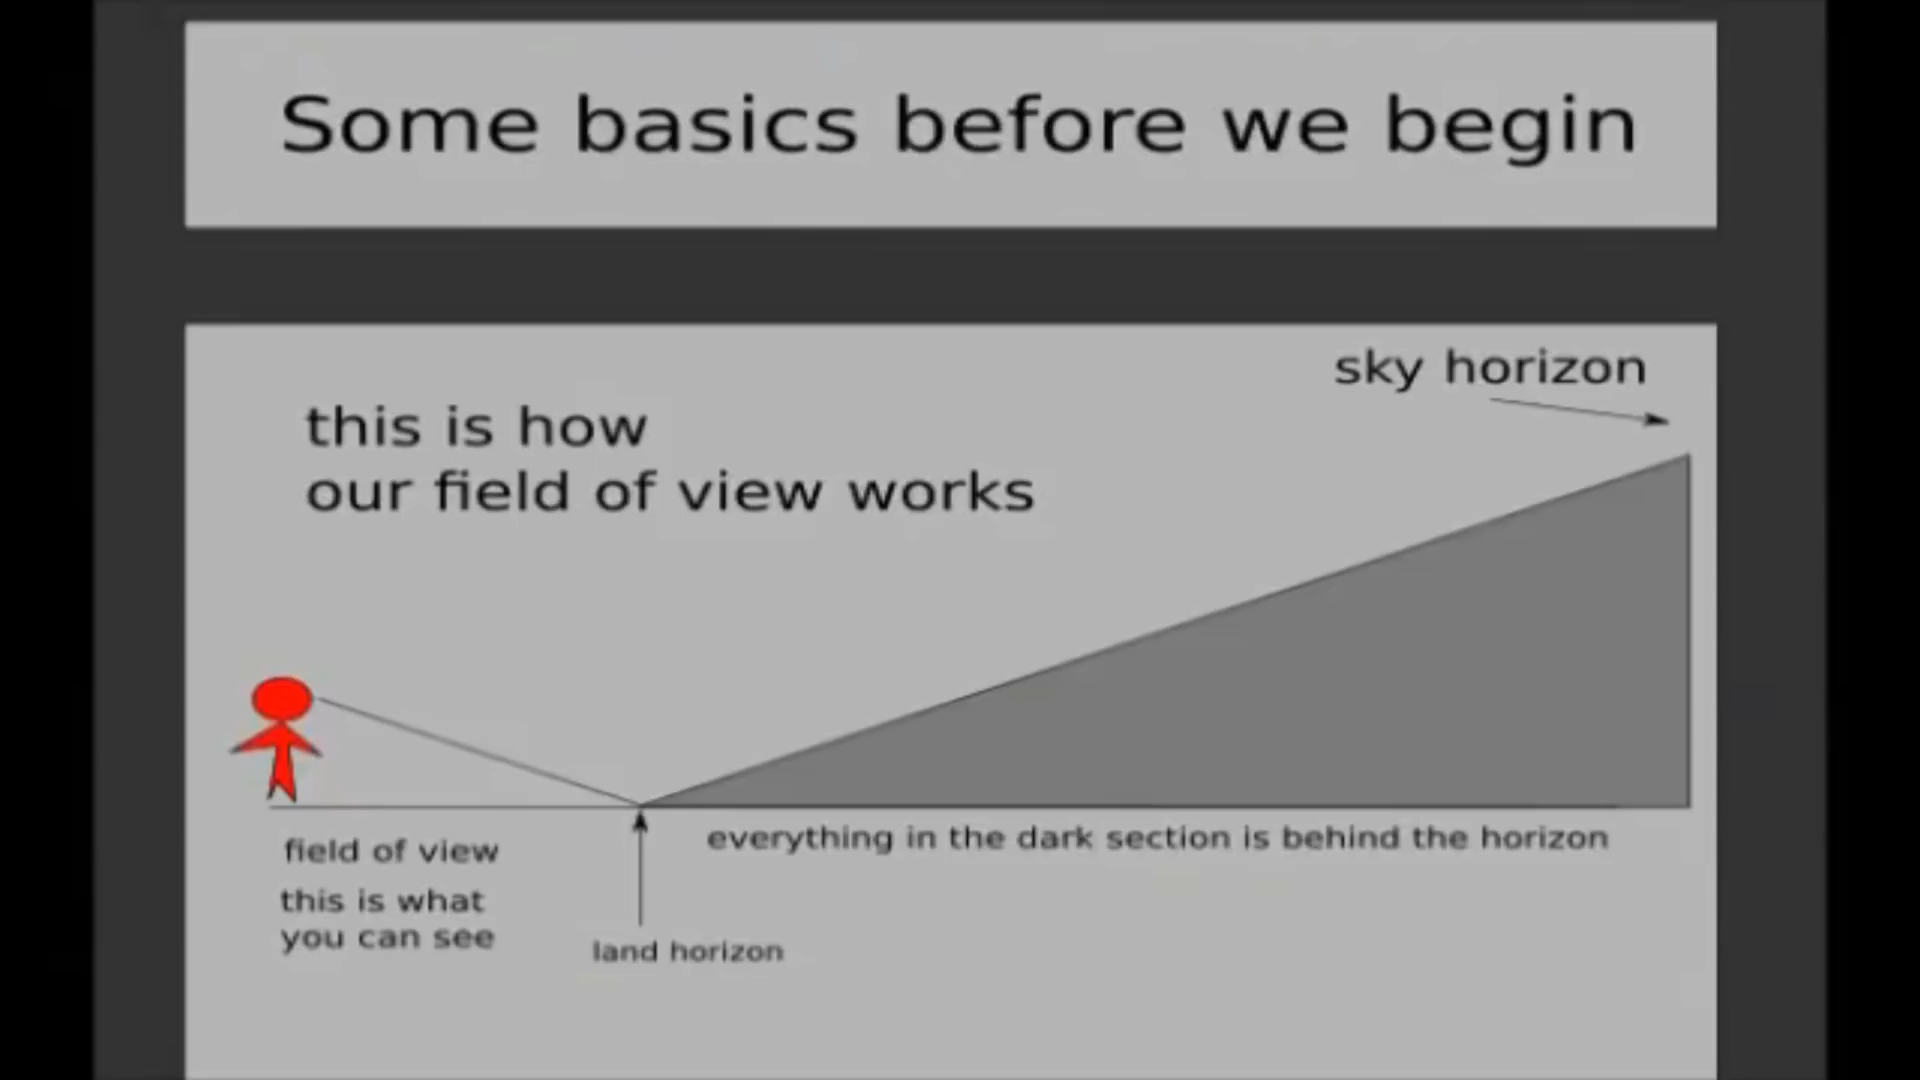 Some basics before we begin
sky horizon
this is how
our field of view works
everything in the dark section is behind the horizon
field of view
this is what
you can see
land horizon